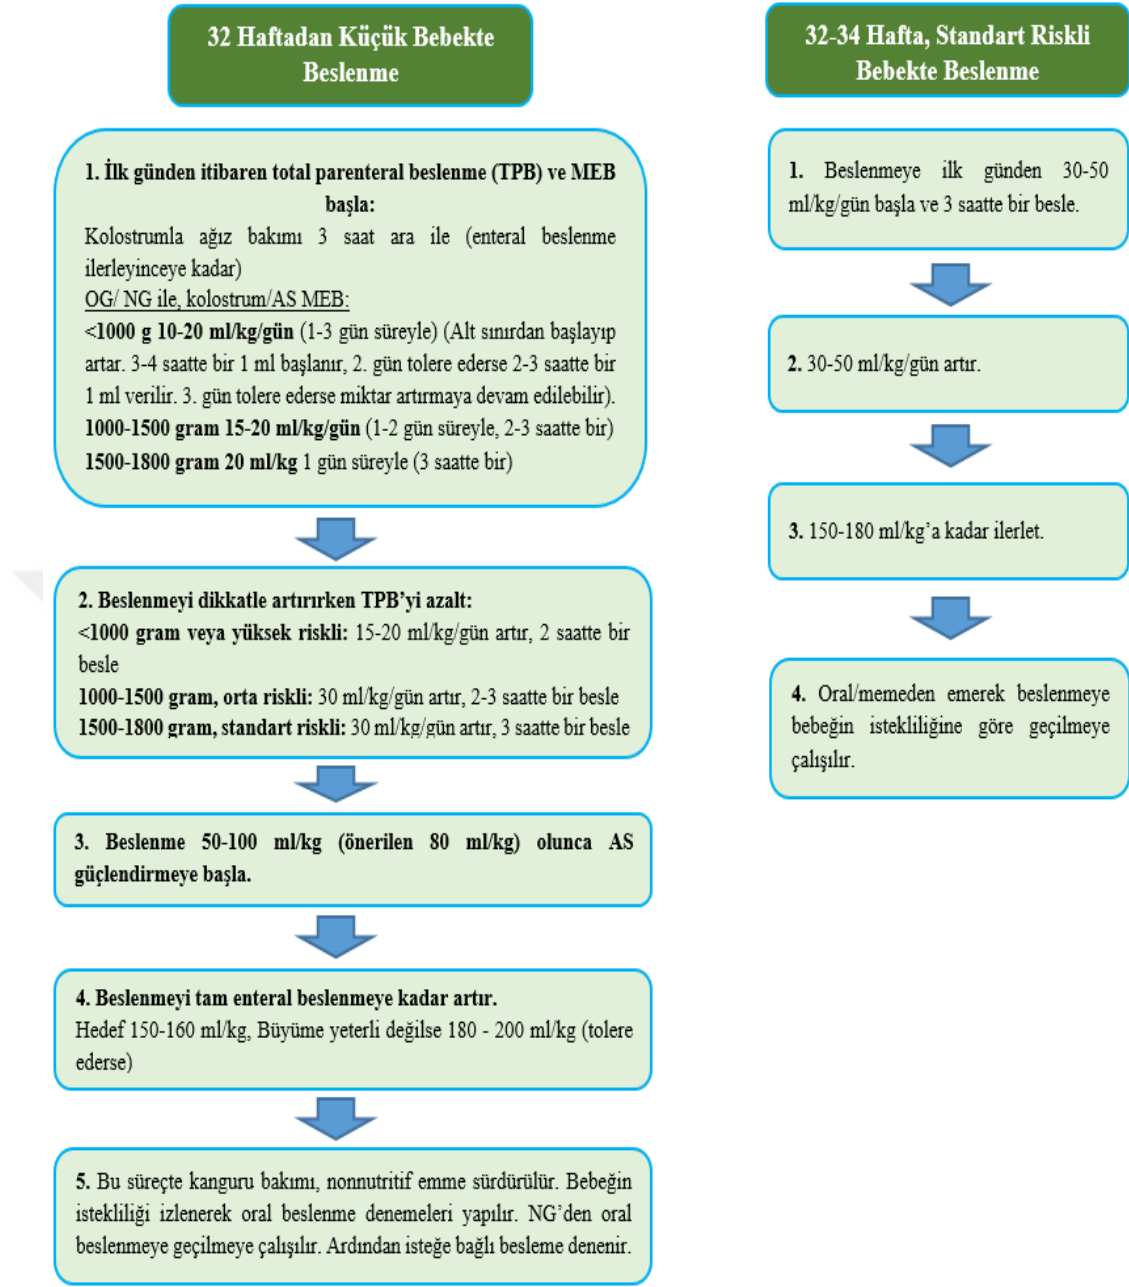 32 Haftadan Küçük Bebekte
Beslenme
1. İlk günden itibaren total parenteral beslenme (TPB) ve MEB
başla:
Kolostrumla ağız bakımı 3 saat ara ile (enteral beslenme
ilerleyinceye kadar)
OG/ NG ile, kolostrum/AS MEB:
<1000 g 10-20 ml/kg/gün (1-3 gün süreyle) (Alt sınırdan başlayıp
artar. 3-4 saatte bir 1 ml başlanır, 2. gün tolere ederse 2-3 saatte bir
1 ml verilir. 3. gün tolere ederse miktar artırmaya devam edilebilir).
1000-1500 gram 15-20 ml/kg/gün (1-2 gün süreyle, 2-3 saatte bir)
1500-1800 gram 20 ml/kg 1 gün süreyle (3 saatte bir)
2. Beslenmeyi dikkatle artırırken TPB’yi azalt:
<1000 gram veya yüksek riskli: 15-20 ml/kg/gün artır, 2 saatte bir
besle
1000-1500 gram, orta riskli: 30 ml/kg/gün artır, 2-3 saatte bir besle
1500-1800 gram, standart riskli: 30 ml/kg/gün artır, 3 saatte bir besle
3. Beslenme 50-100 ml/kg (önerilen 80 ml/kg) olunca AS
güçlendirmeye başla.
4. Beslenmeyi tam enteral beslenmeye kadar artır.
Hedef 150-160 ml/kg, Büyüme yeterli değilse 180 - 200 ml/kg (tolere
ederse)
5. Bu süreçte kanguru bakımı, nonnutritif emme sürdürülür. Bebeğin
istekliliği izlenerek oral beslenme denemeleri yapılır. NG’den oral
beslenmeye geçilmeye çalışılır. Ardından isteğe bağlı besleme denenir.
32-34 Hafta, Standart Riskli
Bebekte Beslenme
1. Beslenmeye ilk günden 30-50
ml/kg/gün başla ve 3 saatte bir besle.
2. 30-50 ml/kg/gün artır.
3. 150-180 ml/kg’a kadar ilerlet.
4. Oral/memeden emerek beslenmeye
bebeğin istekliliğine göre geçilmeye
çalışılır.